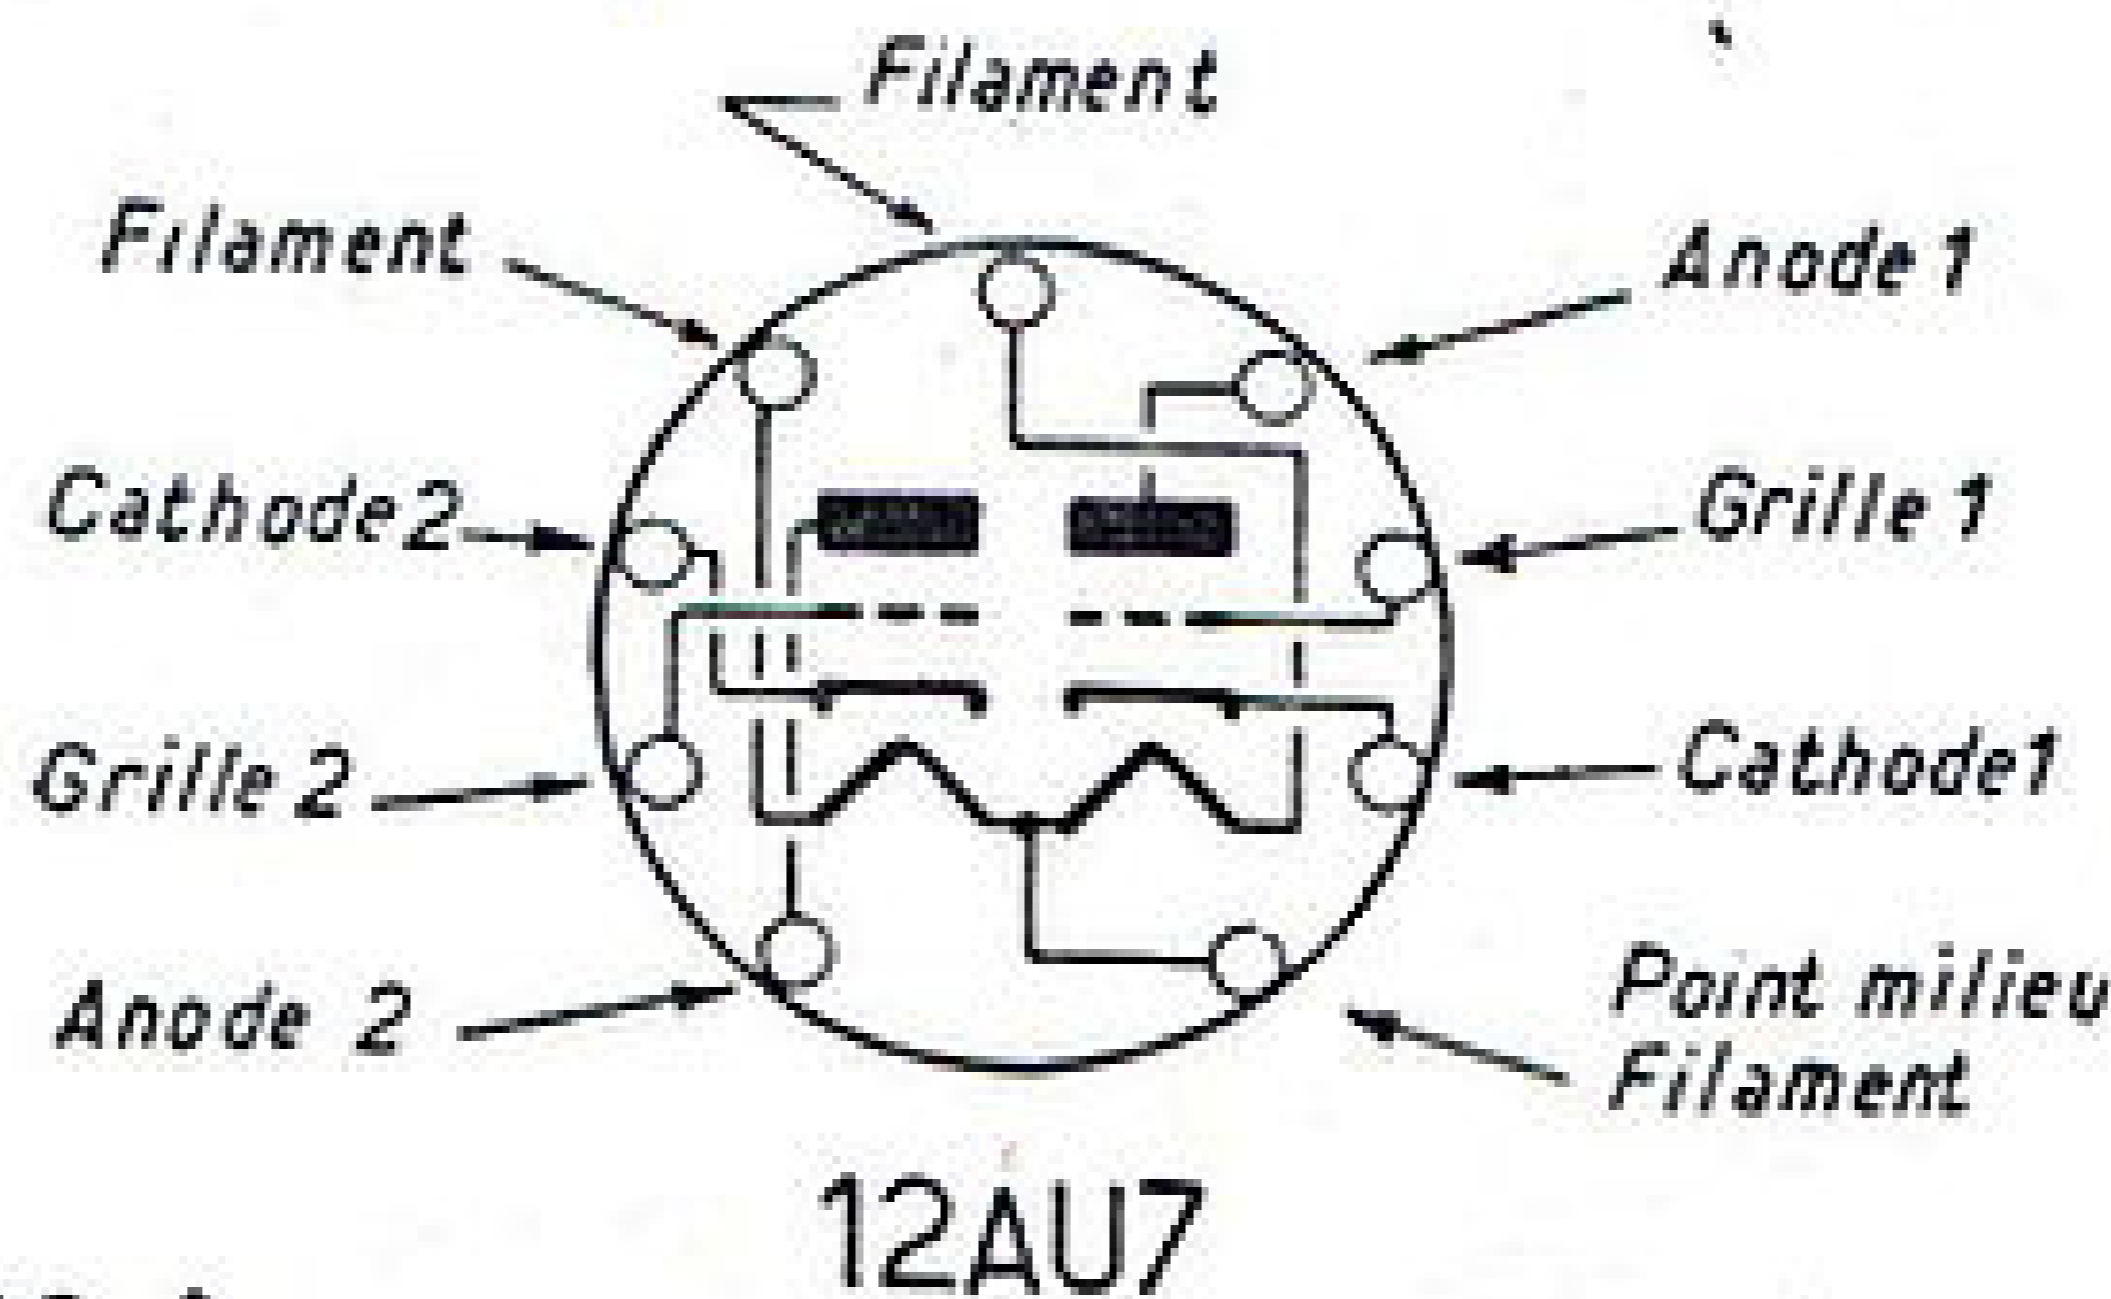 Filament
Filament
Anode 1
Cathode 2
Grille 1
Grille 2
Cathode 1
Anode 2
Point milieu
Filament
12AU7